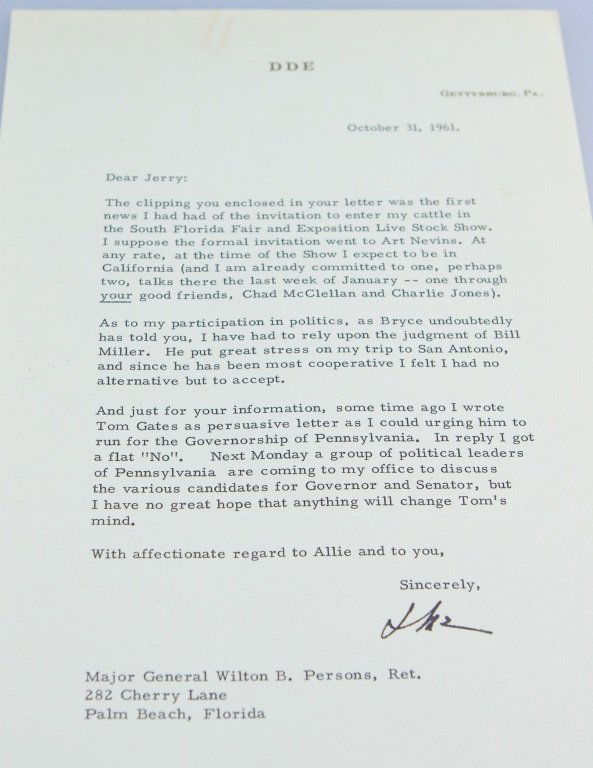 DDE
GETTYSBURG, PA.
October 31, 1961.
Dear Jerry:
The clipping you enclosed in your letter was the first
news I had had of the invitation to enter my cattle in
the South Florida Fair and Exposition Live Stock Show.
I suppose the formal invitation went to Art Nevins. At
any rate, at the time of the Show I expect to be in
California (and I am already committed to one, perhaps
two, talks there the last week of January -- one through
your good friends, Chad McClellan and Charlie Jones).
As to my participation in politics, as Bryce undoubtedly
has told you, I have had to rely upon the judgment of Bill
Miller. He put great stress on my trip to San Antonio,
and since he has been most cooperative I felt I had no
alternative but to accept.
And just for your information, some time ago I wrote
Tom Gates as persuasive letter as I could urging him to
run for the Governorship of Pennsylvania. In reply I got
a flat "No". Next Monday a group of political leaders
of Pennsylvania are coming to my office to discuss
the various candidates for Governor and Senator, but
I have no great hope that anything will change Tom's
mind.
With affectionate regard to Allie and to you,
Sincerely,
Ike
Major General Wilton B. Persons, Ret.
282 Cherry Lane
Palm Beach, Florida